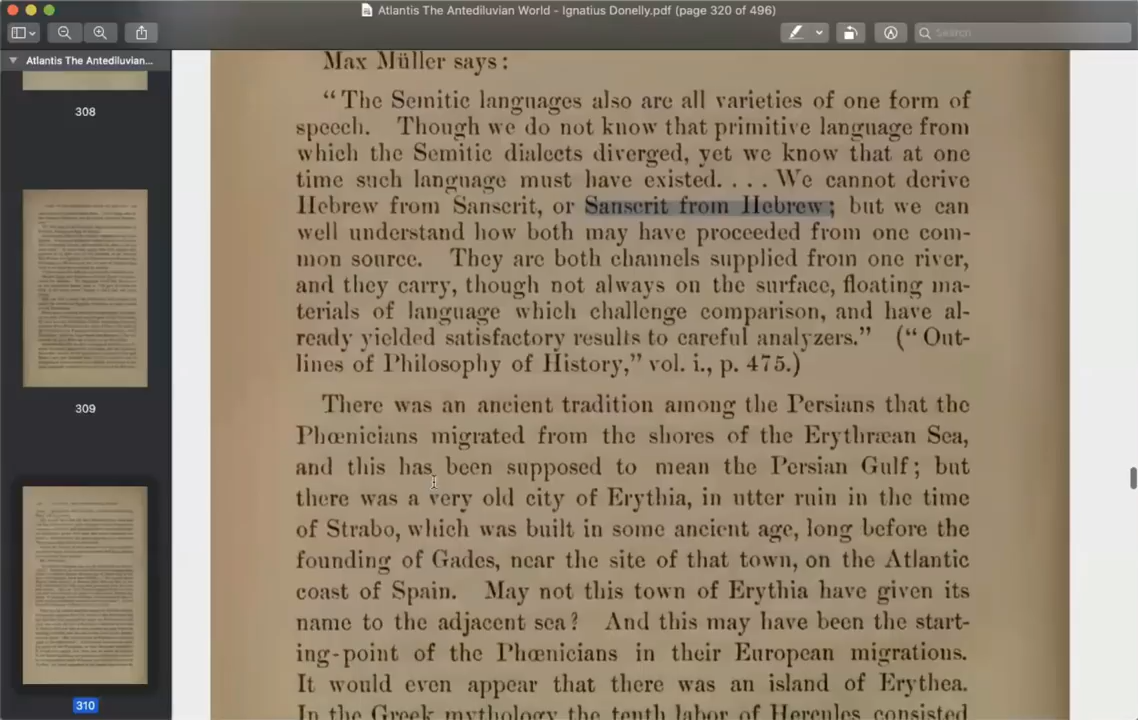 Atlantis The Antediluvian World - Ignatius Donelly.pdf (page 320 of 496)
Search
Atlantis The Antediluvian...
308
309
310
Max Müller says:
“The Semitic languages also are all varieties of one form of
speech. Though we do not know that primitive language from
which the Semitic dialects diverged, yet we know that at one
time such language must have existed. . . . We cannot derive
Hebrew from Sanscrit, or Sanscrit from Hebrew; but we can
well understand how both may have proceeded from one com-
mon source. They are both channels supplied from one river,
and they carry, though not always on the surface, floating ma-
terials of language which challenge comparison, and have al-
ready yielded satisfactory results to careful analyzers.” (“Out-
lines of Philosophy of History,” vol. i., p. 475.)
There was an ancient tradition among the Persians that the
Phœnicians migrated from the shores of the Erythræan Sea,
and this has been supposed to mean the Persian Gulf; but
there was a very old city of Erythia, in utter ruin in the time
of Strabo, which was built in some ancient age, long before the
founding of Gades, near the site of that town, on the Atlantic
coast of Spain. May not this town of Erythia have given its
name to the adjacent sea? And this may have been the start-
ing-point of the Phœnicians in their European migrations.
It would even appear that there was an island of Erythea.
In the Greek mythology the tenth labor of Hercules consisted